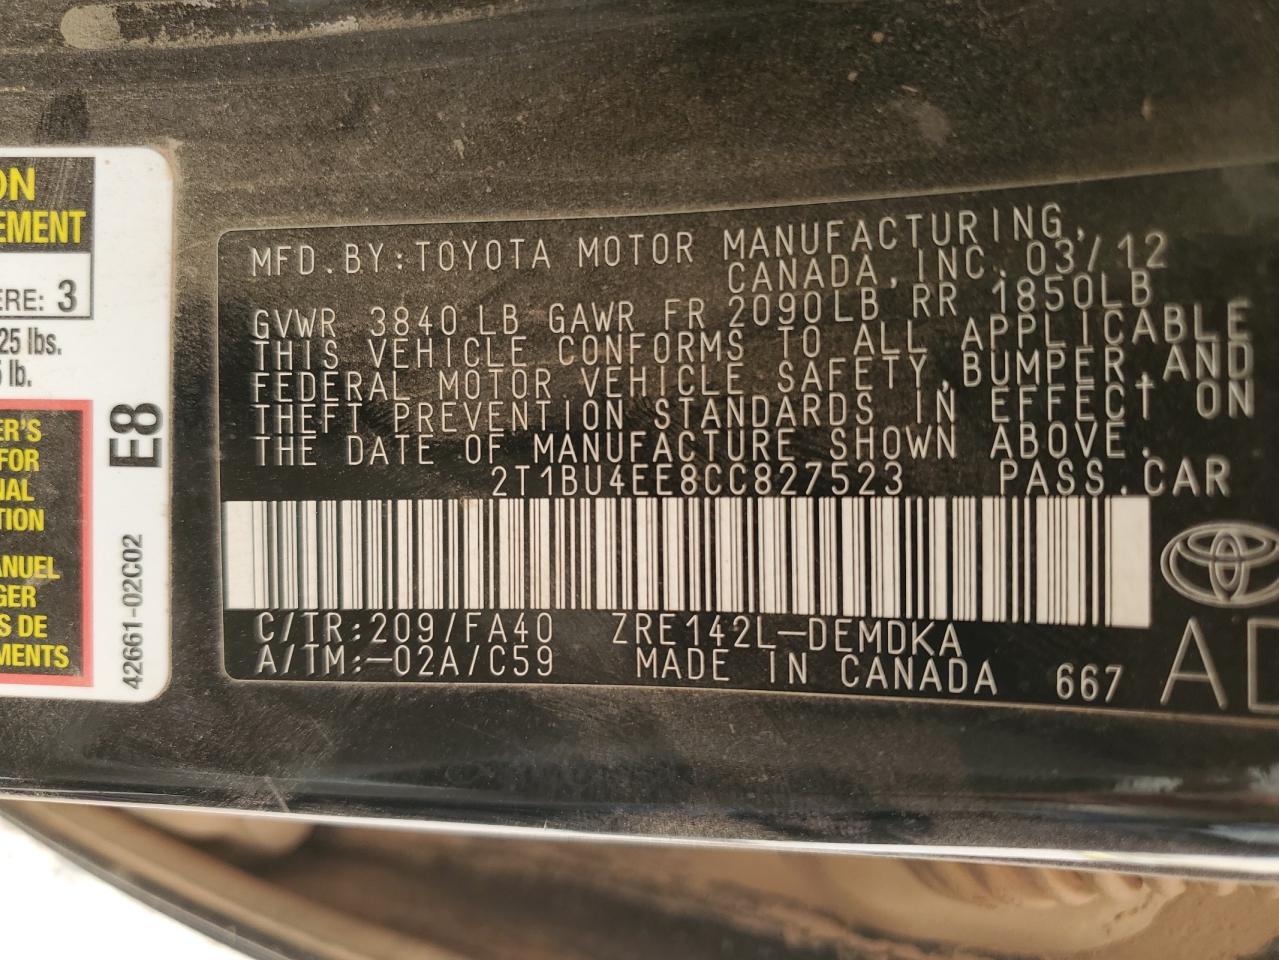 ON
EMENT
ERE: 3
25 lbs.
5 lb.
ER'S
FOR
NAL
TION
ANUEL
GER
S DE
MENTS
E8
42661-02C02
MFD.BY:TOYOTA MOTOR MANUFACTURING,
CANADA,INC. 03/12
GVWR 3840LB GAWR FR 2090LB RR 1850LB
THIS VEHICLE CONFORMS TO ALL APPLICABLE
FEDERAL MOTOR VEHICLE SAFETY,BUMPER,AND
THEFT PREVENTION STANDARDS IN EFFECT ON
THE DATE OF MANUFACTURE SHOWN ABOVE.
2T1BU4EE8CC827523 PASS.CAR
C/TR:209/FA40 ZRE142L-DEMDKA
A/TM:-02A/C59 MADE IN CANADA 667
A